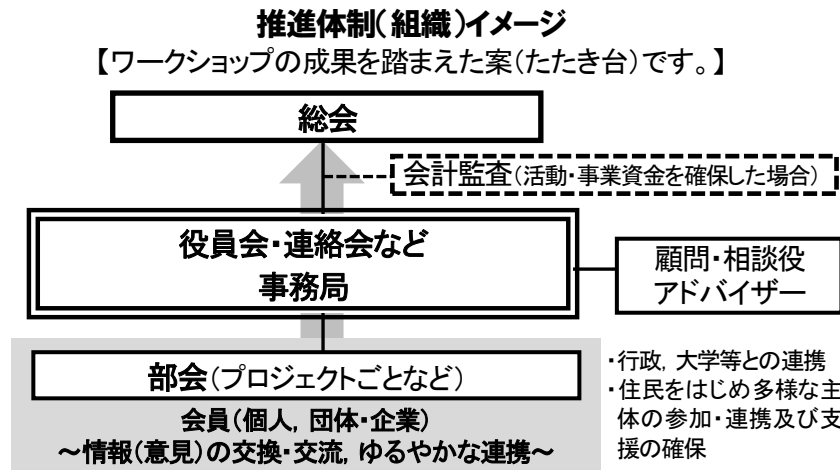 推進体制(組織)イメージ
【ワークショップの成果を踏まえた案(たたき台)です。】
総会
会計監査(活動・事業資金を確保した場合)
役員会・連絡会など
事務局
顧問・相談役
アドバイザー
部会(プロジェクトごとなど)
会員(個人, 団体・企業)
～情報(意見)の交換・交流, ゆるやかな連携～
・行政, 大学等との連携
・住民をはじめ多様な主
体の参加・連携及び支
援の確保